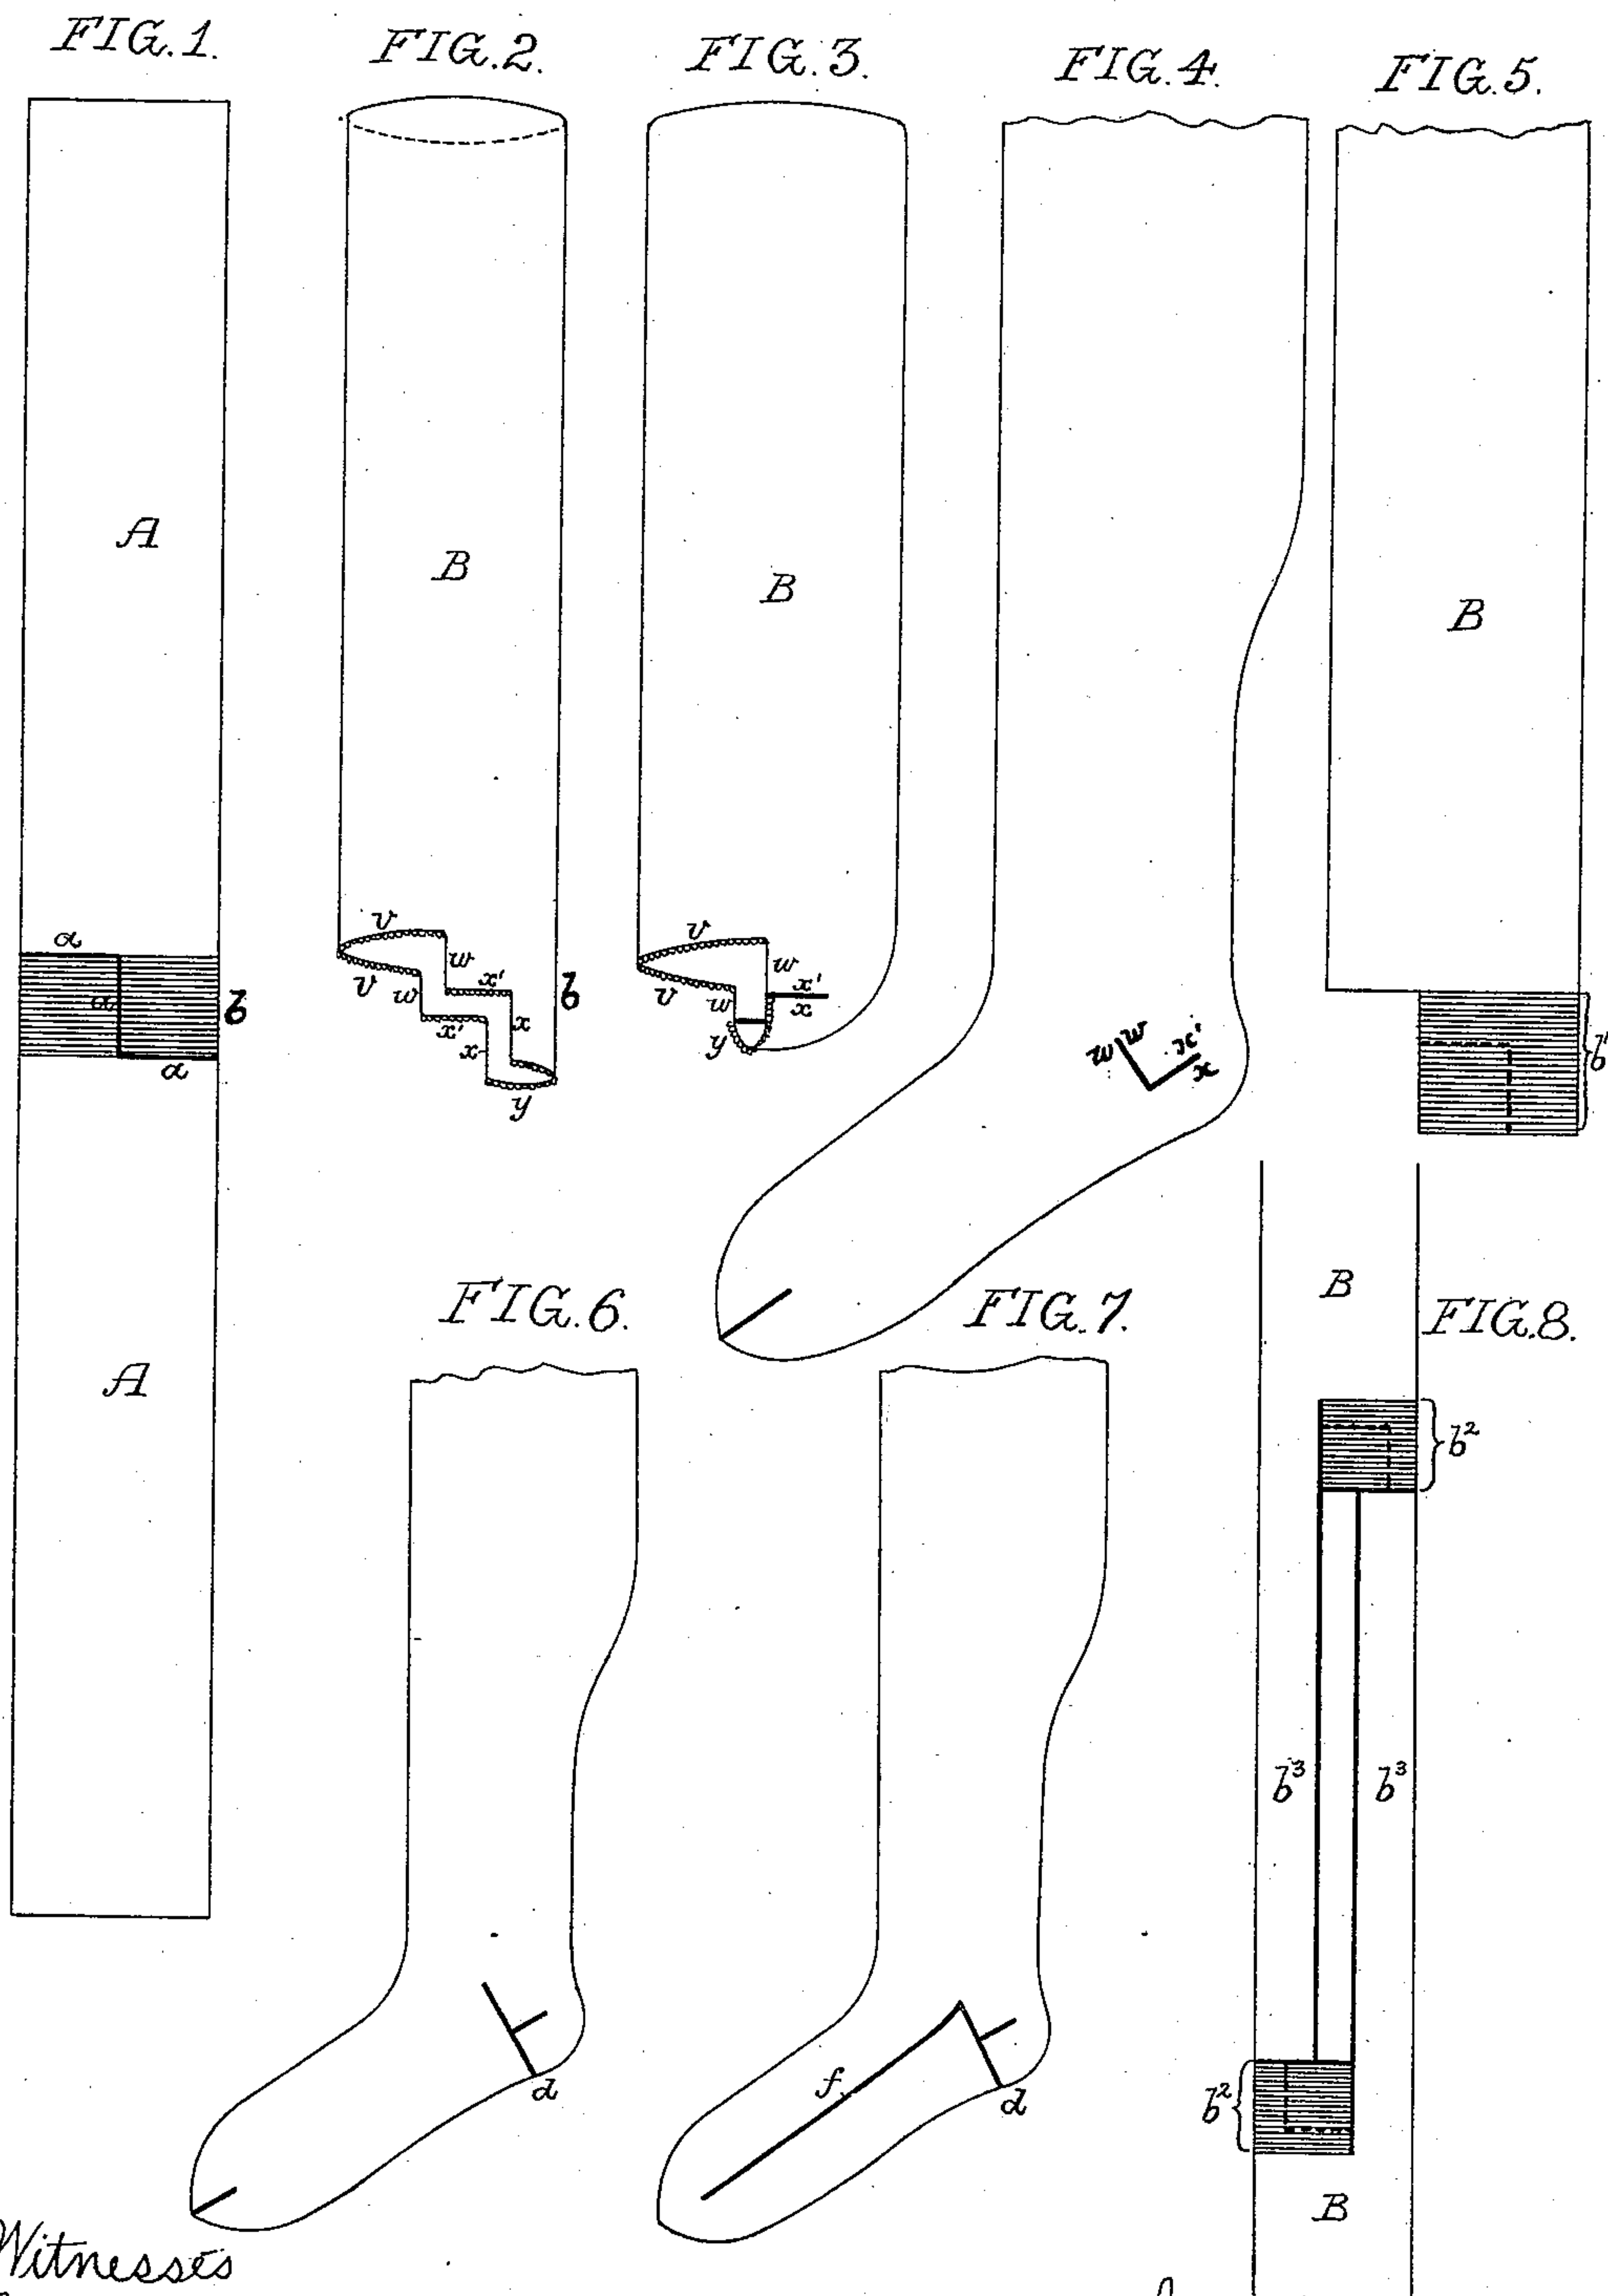 FIG.1.
FIG.2.
FIG.3.
FIG.4.
FIG.5.
A
B
B
B
a
a
a
b
v
v
w
w
x'
x'
x
x
y
b
v
v
w
w
x'
x
y
w
w
x'
x
b'
FIG.6.
FIG.7.
FIG.8.
B
A
b²
b³
b³
f
d
d
b²
B
Witnesses